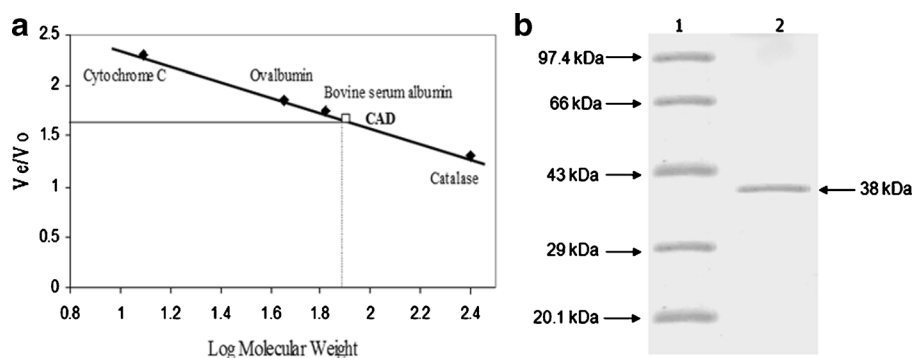 a
2.5
2
1.5
1
0.5
0
Ve/Vo
Cytochrome C
Ovalbumin
Bovine serum albumin
CAD
Catalase
0.8 1 1.2 1.4 1.6 1.8 2 2.2 2.4
Log Molecular Weight
b
1 2
97.4 kDa
66 kDa
43 kDa
38 kDa
29 kDa
20.1 kDa